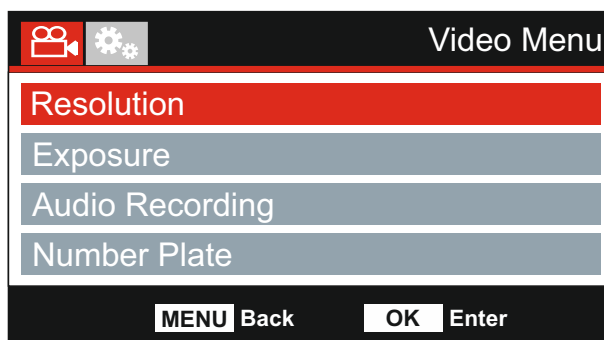 Video Menu
Resolution
Exposure
Audio Recording
Number Plate
MENU Back OK Enter